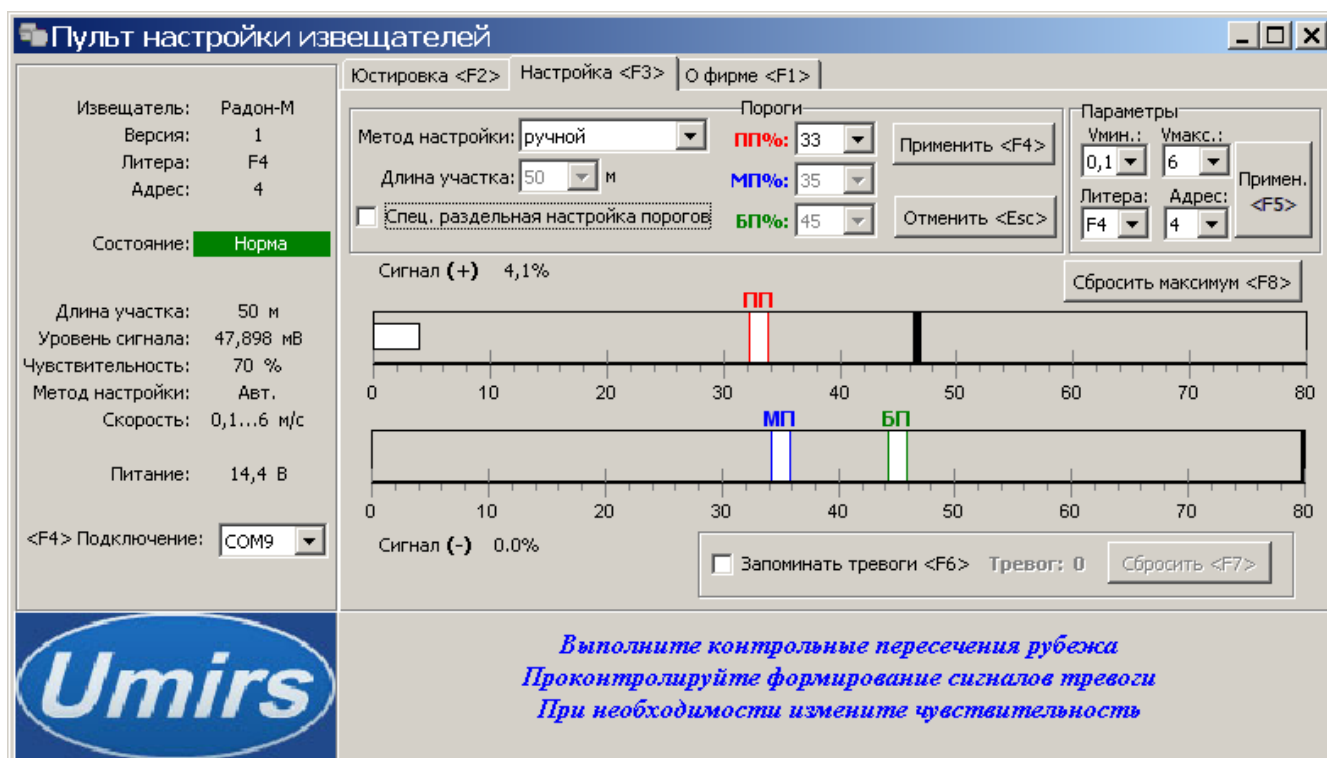 Пульт настройки извещателей
Юстировка <F2> Настройка <F3> О фирме <F1>
Извещатель: Радон-М
Версия: 1
Литера: F4
Адрес: 4
Состояние: Норма
Длина участка: 50 м
Уровень сигнала: 47,898 мВ
Чувствительность: 70 %
Метод настройки: Авт.
Скорость: 0,1...6 м/с
Питание: 14,4 В
<F4> Подключение: COM9
Пороги
Метод настройки: ручной ПП%: 33 Применить <F4>
Длина участка: 50 м МП%: 35
Спец. раздельная настройка порогов БП%: 45 Отменить <Esc>
Параметры
Vмин.: Vмакс.:
0,1 6 Примен.
Литера: Адрес: <F5>
F4 4
Сигнал (+) 4,1% Сбросить максимум <F8>
ПП
0 10 20 30 40 50 60 70 80
МП БП
0 10 20 30 40 50 60 70 80
Сигнал (-) 0.0%
Запоминать тревоги <F6> Тревог: 0 Сбросить <F7>
Umirs
Выполните контрольные пересечения рубежа
Проконтролируйте формирование сигналов тревоги
При необходимости измените чувствительность